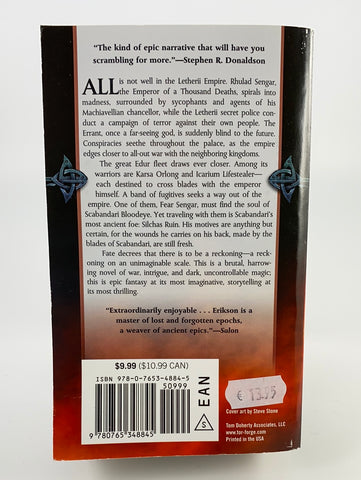 “The kind of epic narrative that will have you
scrambling for more.” —Stephen R. Donaldson
ALL is not well in the Letherii Empire. Rhulad Sengar,
the Emperor of a Thousand Deaths, spirals into
madness, surrounded by sycophants and agents of his
Machiavellian chancellor, while the Letherii secret police con-
duct a campaign of terror against their own people. The
Errant, once a far-seeing god, is suddenly blind to the future.
Conspiracies seethe throughout the palace, as the empire
edges closer to all-out war with the neighboring kingdoms.
The great Edur fleet draws ever closer. Among its
warriors are Karsa Orlong and Icarium Lifestealer—
each destined to cross blades with the emperor
himself. A band of fugitives seeks a way out of the
empire. One of them, Fear Sengar, must find the soul of
Scabandari Bloodeye. Yet traveling with them is Scabandari's
most ancient foe: Silchas Ruin. His motives are anything but
certain, for the wounds he carries on his back, made by the
blades of Scabandari, are still fresh.
Fate decrees that there is to be a reckoning—a reck-
oning on an unimaginable scale. This is a brutal, harrow-
ing novel of war, intrigue, and dark, uncontrollable magic;
this is epic fantasy at its most imaginative, storytelling at
its most thrilling.
“Extraordinarily enjoyable . . . Erikson is a
master of lost and forgotten epochs,
a weaver of ancient epics.” —Salon
$9.99 ($10.99 CAN)
ISBN 978-0-7653-4884-5
50999
9 780765 348845
EAN
S
€ 13.95
Cover art by Steve Stone
Tom Doherty Associates, LLC
www.tor-forge.com
Printed in the USA